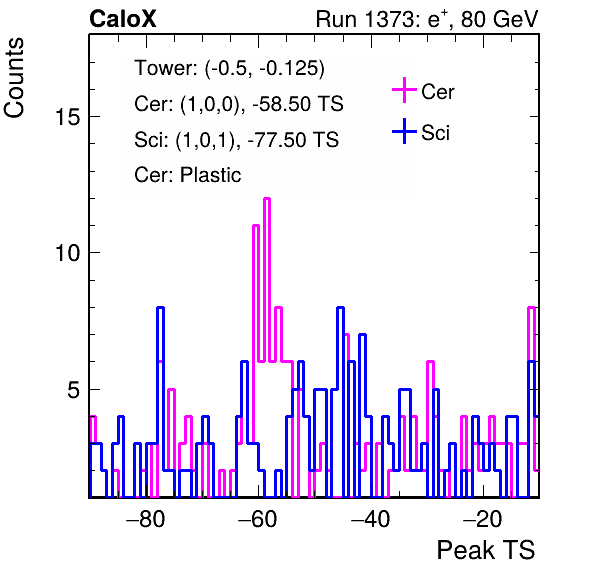 CaloX Run 1373: e⁺, 80 GeV
Counts
Tower: (-0.5, -0.125)
Cer: (1,0,0), -58.50 TS
Sci: (1,0,1), -77.50 TS
Cer: Plastic
Cer
Sci
15
10
5
−80 −60 −40 −20
Peak TS